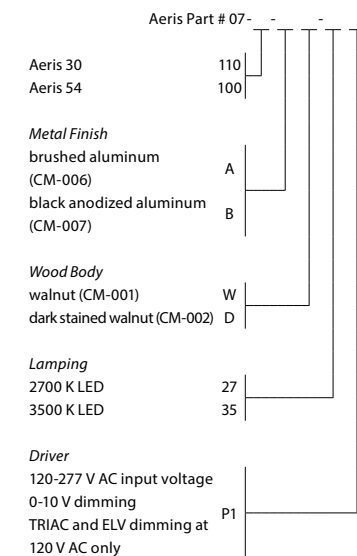 Aeris Part # 07-  -  -
Aeris 30 110
Aeris 54 100
Metal Finish
brushed aluminum
(CM-006) A
black anodized aluminum
(CM-007) B
Wood Body
walnut (CM-001) W
dark stained walnut (CM-002) D
Lamping
2700 K LED 27
3500 K LED 35
Driver
120-277 V AC input voltage
0-10 V dimming
TRIAC and ELV dimming at P1
120 V AC only